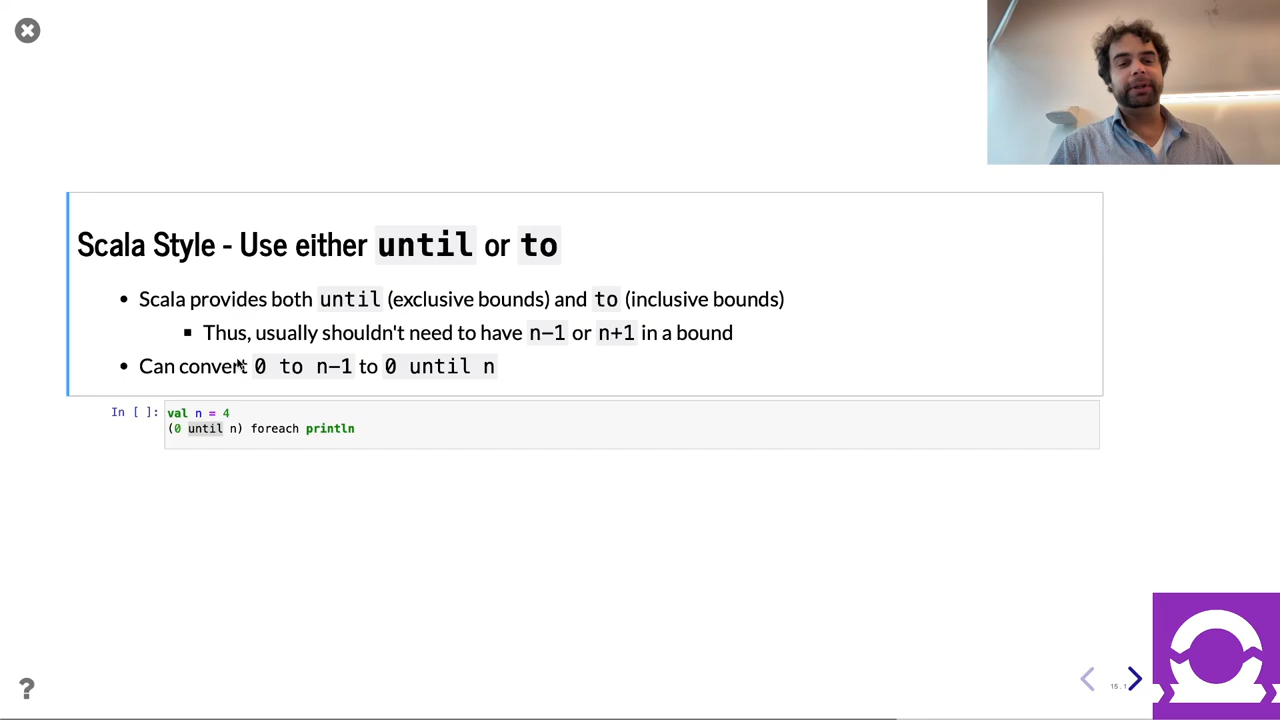 Scala Style - Use either until or to
• Scala provides both until (exclusive bounds) and to (inclusive bounds)
▪ Thus, usually shouldn't need to have n-1 or n+1 in a bound
• Can convert 0 to n-1 to 0 until n
In [ ]: val n = 4
(0 until n) foreach println
?
15.1